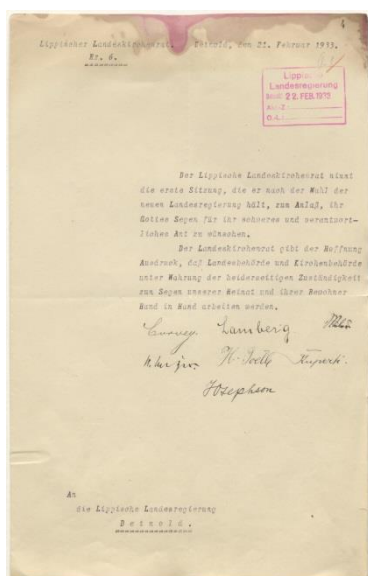 Lippischer Landeskirchenrat. Detmold, den 21. Februar 1933.
Nr. 6.
Lippische
Landesregierung
22. FEB. 1933
Der Lippische Landeskirchenrat nimmt
die erste Sitzung, die er nach der Wahl der
neuen Landesregierung hält, zum Anlaß, ihr
Gottes Segen für ihr schweres und verantwort-
liches Amt zu wünschen.
Der Landeskirchenrat gibt der Hoffnung
Ausdruck, daß Landesbehörde und Kirchenbehörde
unter Wahrung der beiderseitigen Zuständigkeit
zum Segen unserer Heimat und ihrer Bewohner
Hand in Hand arbeiten werden.
Corvey. Lamberg.
Josephson
An
die Lippische Landesregierung
Detmold.